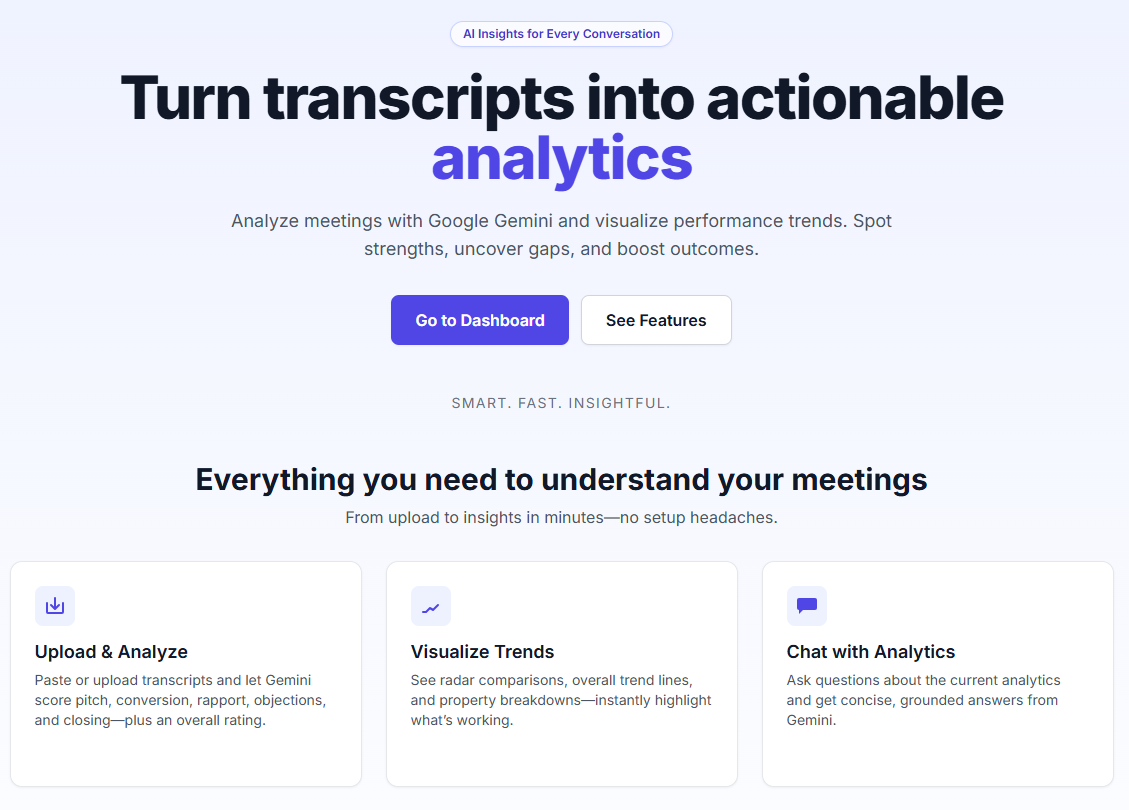 AI Insights for Every Conversation
Turn transcripts into actionable
analytics
Analyze meetings with Google Gemini and visualize performance trends. Spot
strengths, uncover gaps, and boost outcomes.
Go to Dashboard
See Features
SMART. FAST. INSIGHTFUL.
Everything you need to understand your meetings
From upload to insights in minutes—no setup headaches.
Upload & Analyze
Paste or upload transcripts and let Gemini
score pitch, conversion, rapport, objections,
and closing—plus an overall rating.
Visualize Trends
See radar comparisons, overall trend lines,
and property breakdowns—instantly highlight
what’s working.
Chat with Analytics
Ask questions about the current analytics
and get concise, grounded answers from
Gemini.